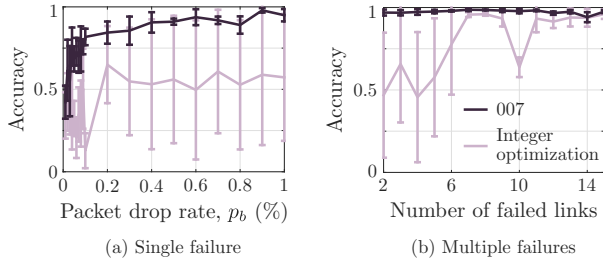 1
0.5
0
Accuracy
0 0.2 0.4 0.6 0.8 1
Packet drop rate, p_b (%)
(a) Single failure
1
0.5
0
Accuracy
007
Integer
optimization
2 6 10 14
Number of failed links
(b) Multiple failures